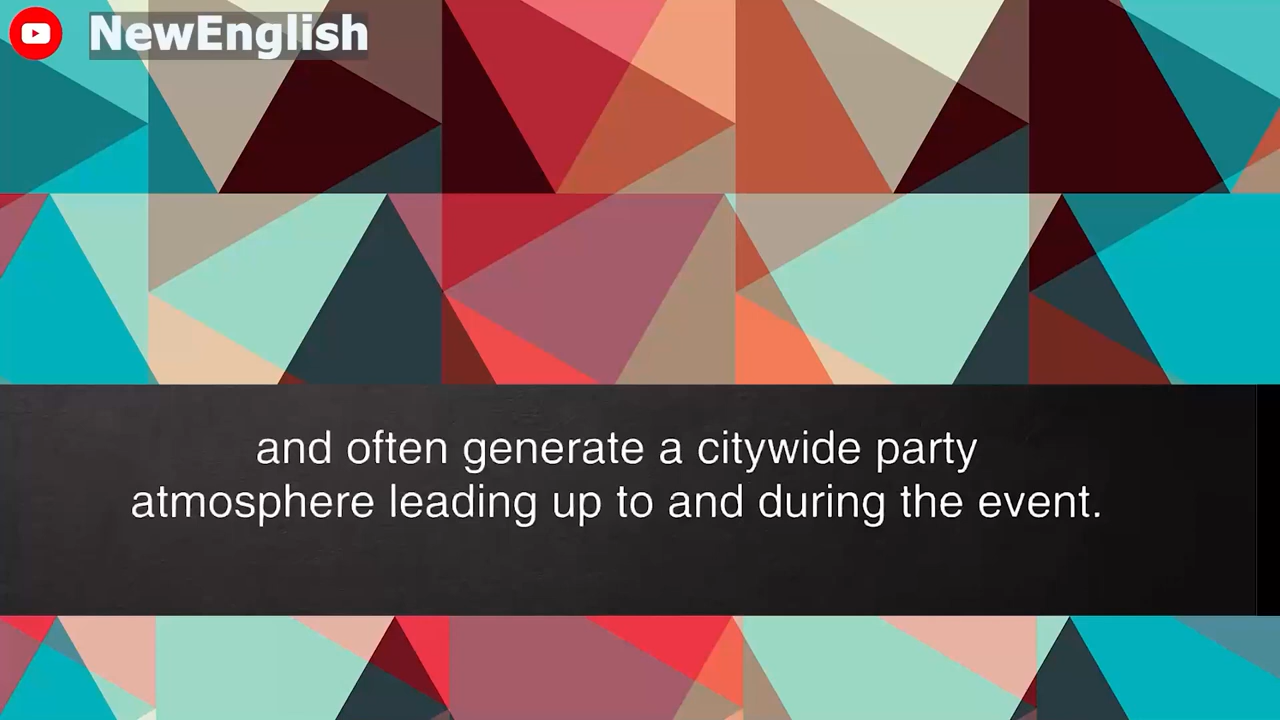 NewEnglish
and often generate a citywide party
atmosphere leading up to and during the event.